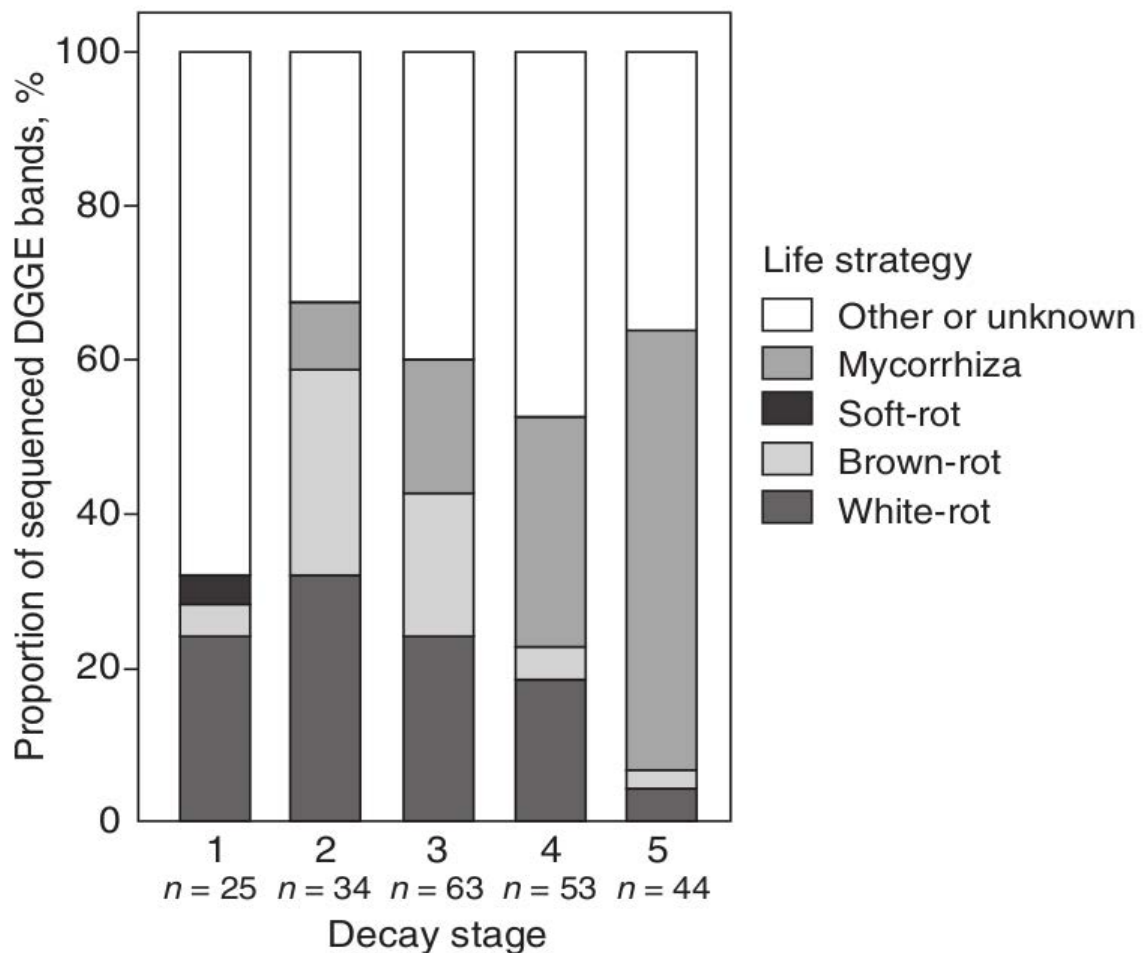 Proportion of sequenced DGGE bands, %
100
80
60
40
20
0
1 2 3 4 5
n = 25 n = 34 n = 63 n = 53 n = 44
Decay stage
Life strategy
Other or unknown
Mycorrhiza
Soft-rot
Brown-rot
White-rot